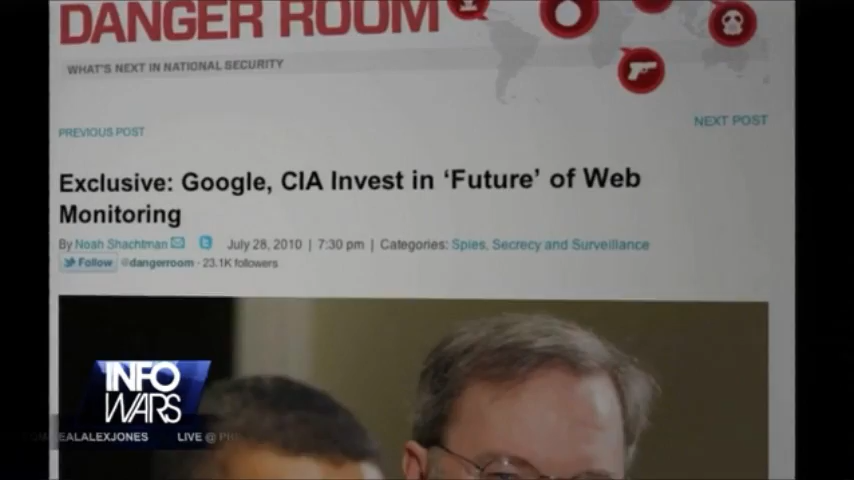 DANGER ROOM
WHAT'S NEXT IN NATIONAL SECURITY
PREVIOUS POST
NEXT POST
Exclusive: Google, CIA Invest in ‘Future’ of Web
Monitoring
By Noah Shachtman July 28, 2010 | 7:30 pm | Categories: Spies, Secrecy and Surveillance
Follow @dangerroom · 23.1K followers
INFO
WARS
EALALEXJONES LIVE @